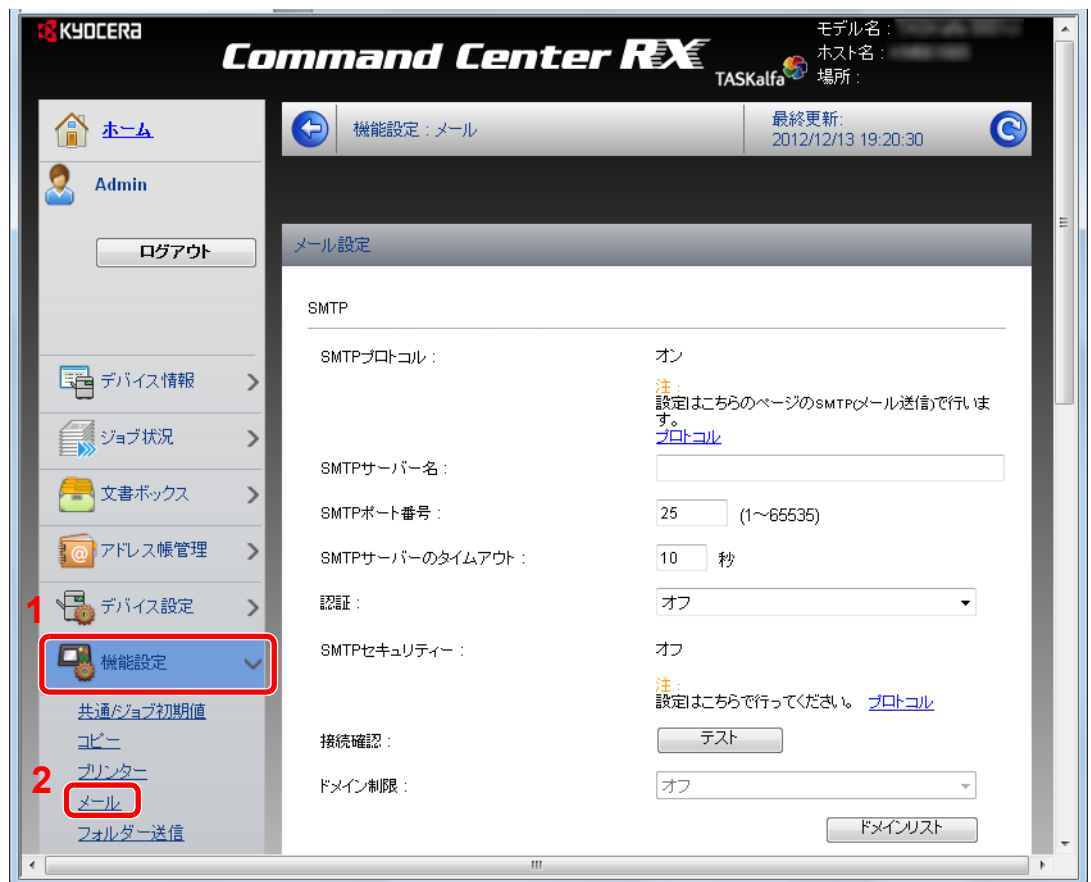 KYOCERA
Command Center RX
TASKalfa
モデル名 :
ホスト名 :
場所 :
ホーム
Admin
ログアウト
デバイス情報
ジョブ状況
文書ボックス
アドレス帳管理
1
デバイス設定
機能設定
共通/ジョブ初期値
コピー
プリンター
2
メール
フォルダー送信
機能設定 : メール
最終更新:
2012/12/13 19:20:30
メール設定
SMTP
SMTPプロトコル :
オン
注 :
設定はこちらのページのSMTP(メール送信)で行いま
す。
プロトコル
SMTPサーバー名 :
SMTPポート番号 :
25 (1～65535)
SMTPサーバーのタイムアウト :
10 秒
認証 :
オフ
SMTPセキュリティー :
オフ
注 :
設定はこちらで行ってください。 プロトコル
接続確認 :
テスト
ドメイン制限 :
オフ
ドメインリスト